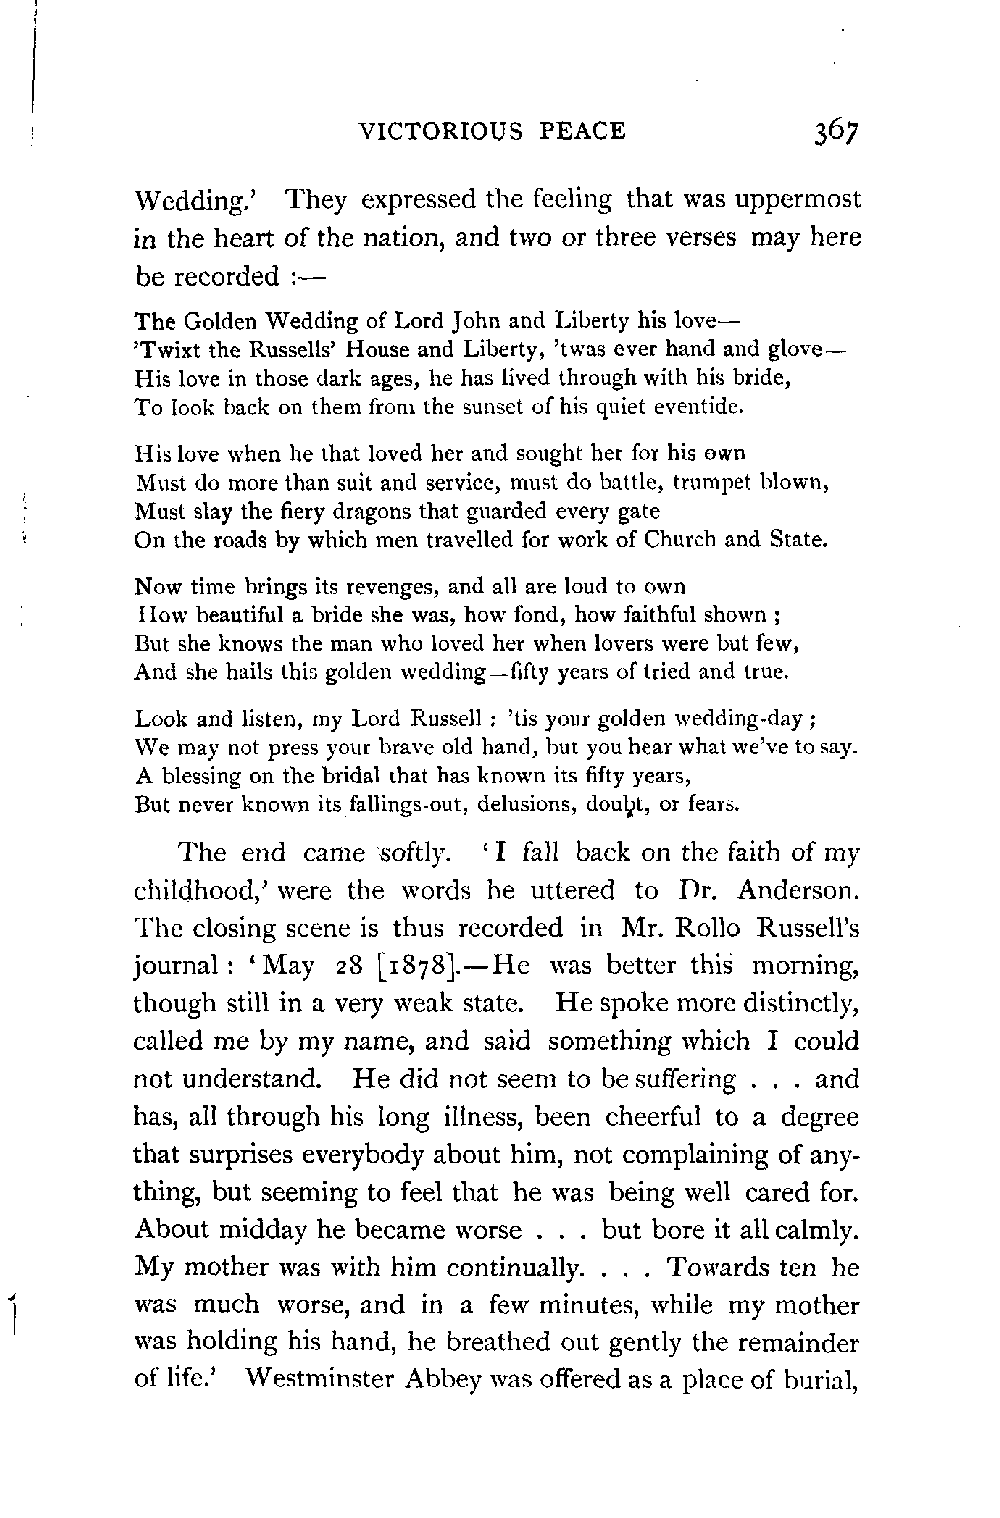 VICTORIOUS PEACE 367
Wedding.’ They expressed the feeling that was uppermost
in the heart of the nation, and two or three verses may here
be recorded :—
The Golden Wedding of Lord John and Liberty his love—
’Twixt the Russells’ House and Liberty, ’twas ever hand and glove—
His love in those dark ages, he has lived through with his bride,
To look back on them from the sunset of his quiet eventide.
His love when he that loved her and sought her for his own
Must do more than suit and service, must do battle, trumpet blown,
Must slay the fiery dragons that guarded every gate
On the roads by which men travelled for work of Church and State.
Now time brings its revenges, and all are loud to own
How beautiful a bride she was, how fond, how faithful shown ;
But she knows the man who loved her when lovers were but few,
And she hails this golden wedding—fifty years of tried and true.
Look and listen, my Lord Russell : ’tis your golden wedding-day ;
We may not press your brave old hand, but you hear what we’ve to say.
A blessing on the bridal that has known its fifty years,
But never known its fallings-out, delusions, doubt, or fears.
The end came softly. ‘ I fall back on the faith of my
childhood,’ were the words he uttered to Dr. Anderson.
The closing scene is thus recorded in Mr. Rollo Russell’s
journal : ‘ May 28 [1878].—He was better this morning,
though still in a very weak state. He spoke more distinctly,
called me by my name, and said something which I could
not understand. He did not seem to be suffering . . . and
has, all through his long illness, been cheerful to a degree
that surprises everybody about him, not complaining of any-
thing, but seeming to feel that he was being well cared for.
About midday he became worse . . . but bore it all calmly.
My mother was with him continually. . . . Towards ten he
was much worse, and in a few minutes, while my mother
was holding his hand, he breathed out gently the remainder
of life.’ Westminster Abbey was offered as a place of burial,